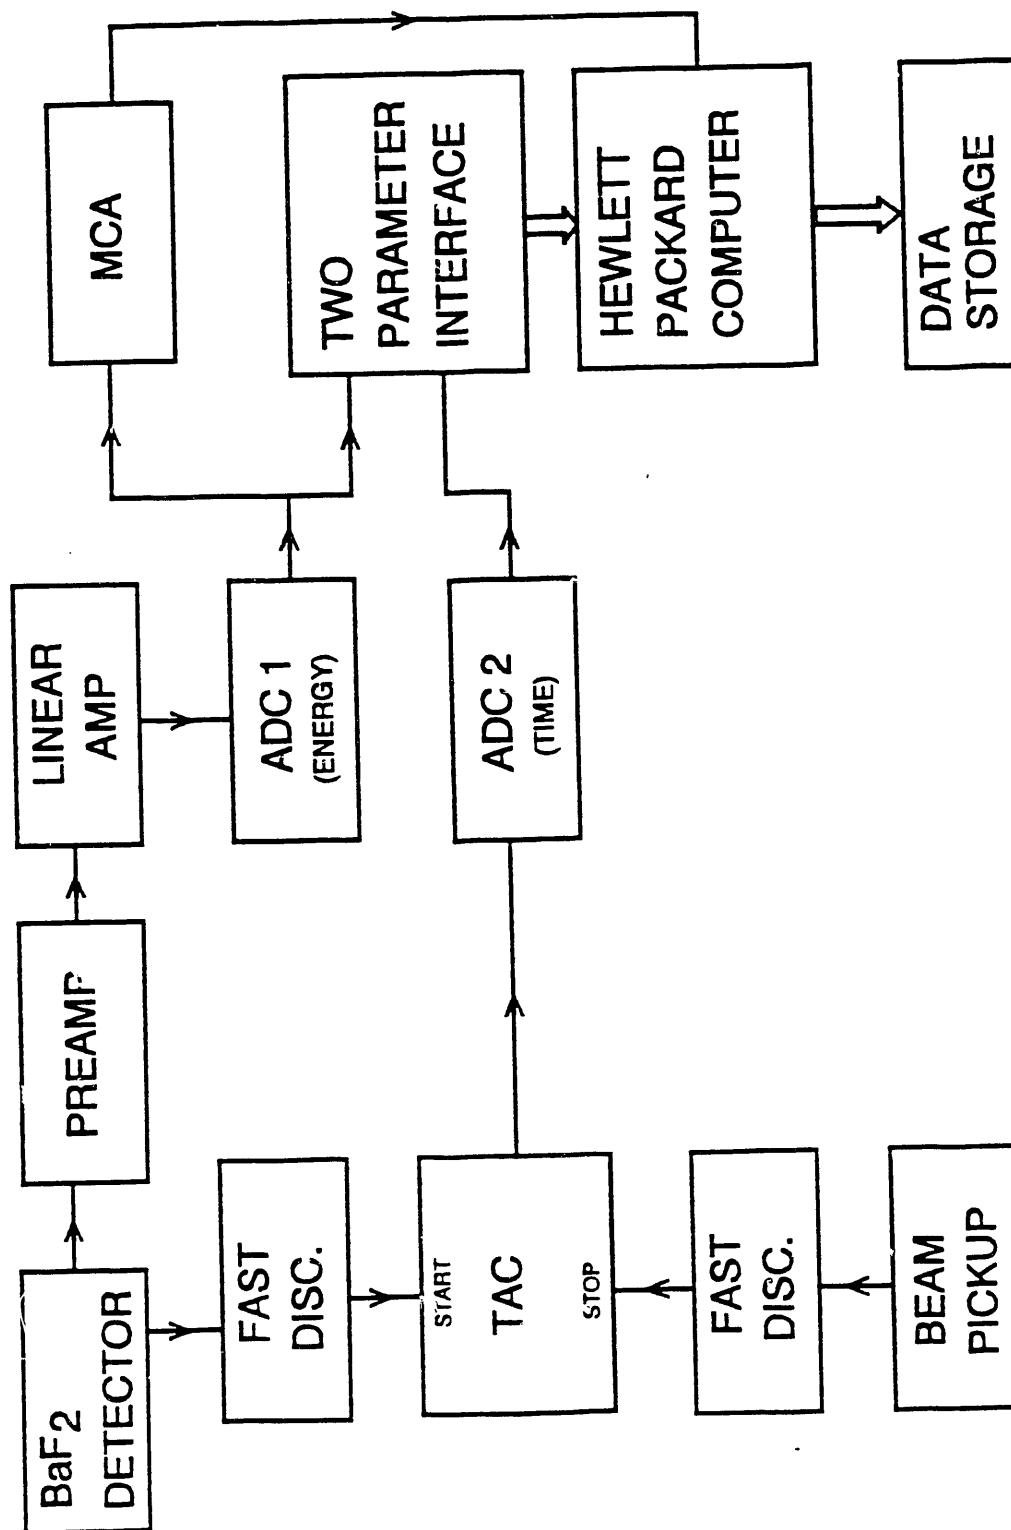 BaF2
DETECTOR
PREAMP
LINEAR
AMP
MCA
FAST
DISC.
ADC 1
(ENERGY)
TWO
PARAMETER
INTERFACE
START
TAC
STOP
ADC 2
(TIME)
HEWLETT
PACKARD
COMPUTER
FAST
DISC.
BEAM
PICKUP
DATA
STORAGE